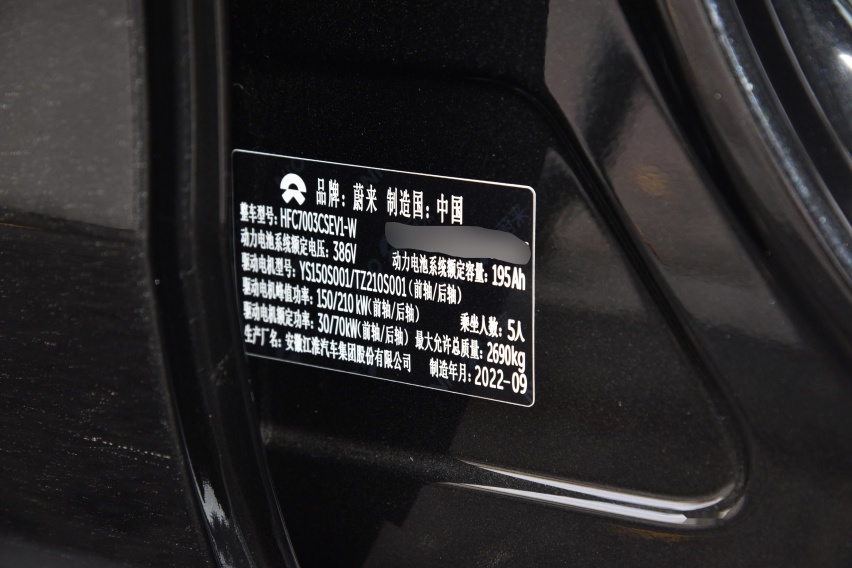 品牌: 蔚来 制造国: 中国
整车型号: HFC7003CSEV1-W
动力电池系统额定电压: 386V 动力电池系统额定容量: 195Ah
驱动电机型号: YS150S001/TZ210S001(前轴/后轴)
驱动电机峰值功率: 150/210 kW(前轴/后轴) 乘坐人数: 5人
驱动电机额定功率: 30/70kW(前轴/后轴) 最大允许总质量: 2690kg
生产厂名: 安徽江淮汽车集团股份有限公司 制造年月: 2022-09